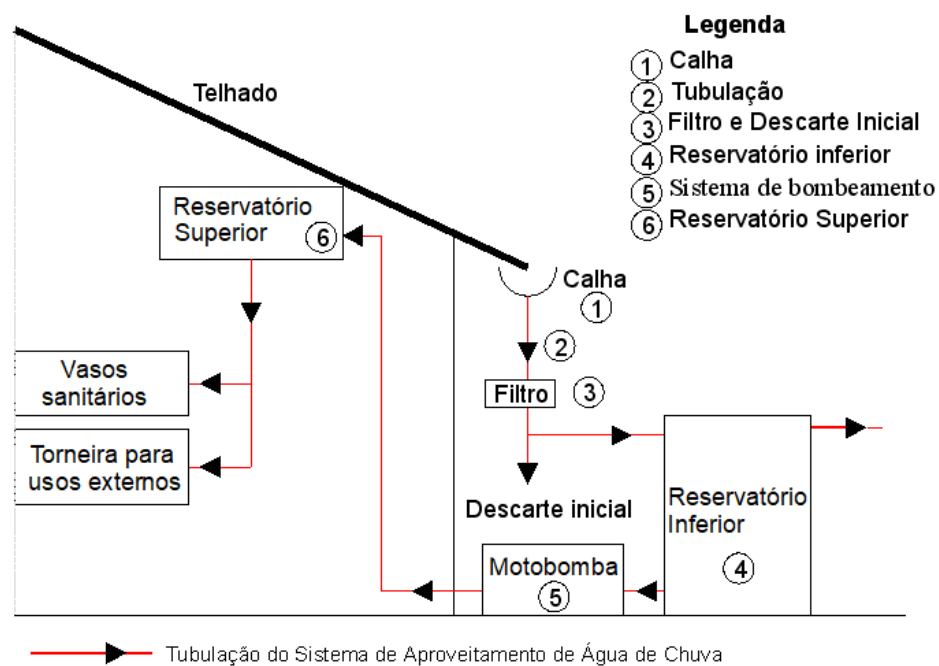 Legenda
1 Calha
2 Tubulação
3 Filtro e Descarte Inicial
4 Reservatório inferior
5 Sistema de bombeamento
6 Reservatório Superior
Telhado
Reservatório
Superior
6
Calha
1
2
Vasos
sanitários
Filtro
3
Torneira para
usos externos
Descarte inicial
Reservatório
Inferior
4
Motobomba
5
Tubulação do Sistema de Aproveitamento de Água de Chuva